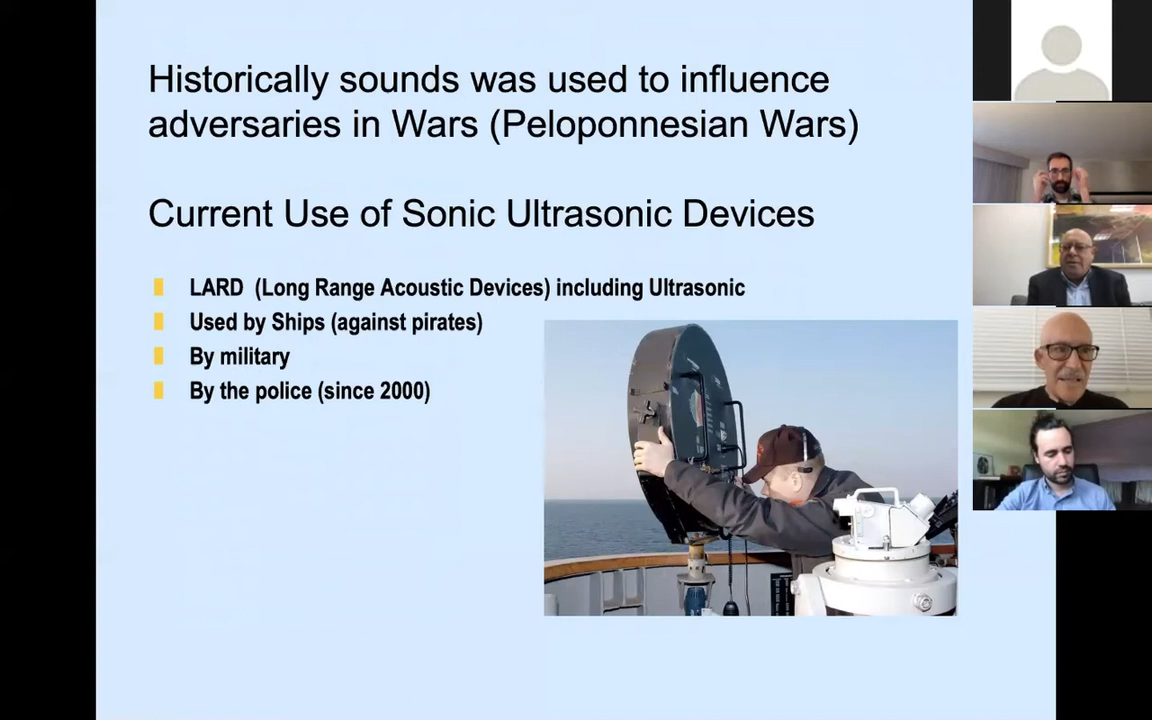 Historically sounds was used to influence
adversaries in Wars (Peloponnesian Wars)
Current Use of Sonic Ultrasonic Devices
LARD (Long Range Acoustic Devices) including Ultrasonic
Used by Ships (against pirates)
By military
By the police (since 2000)